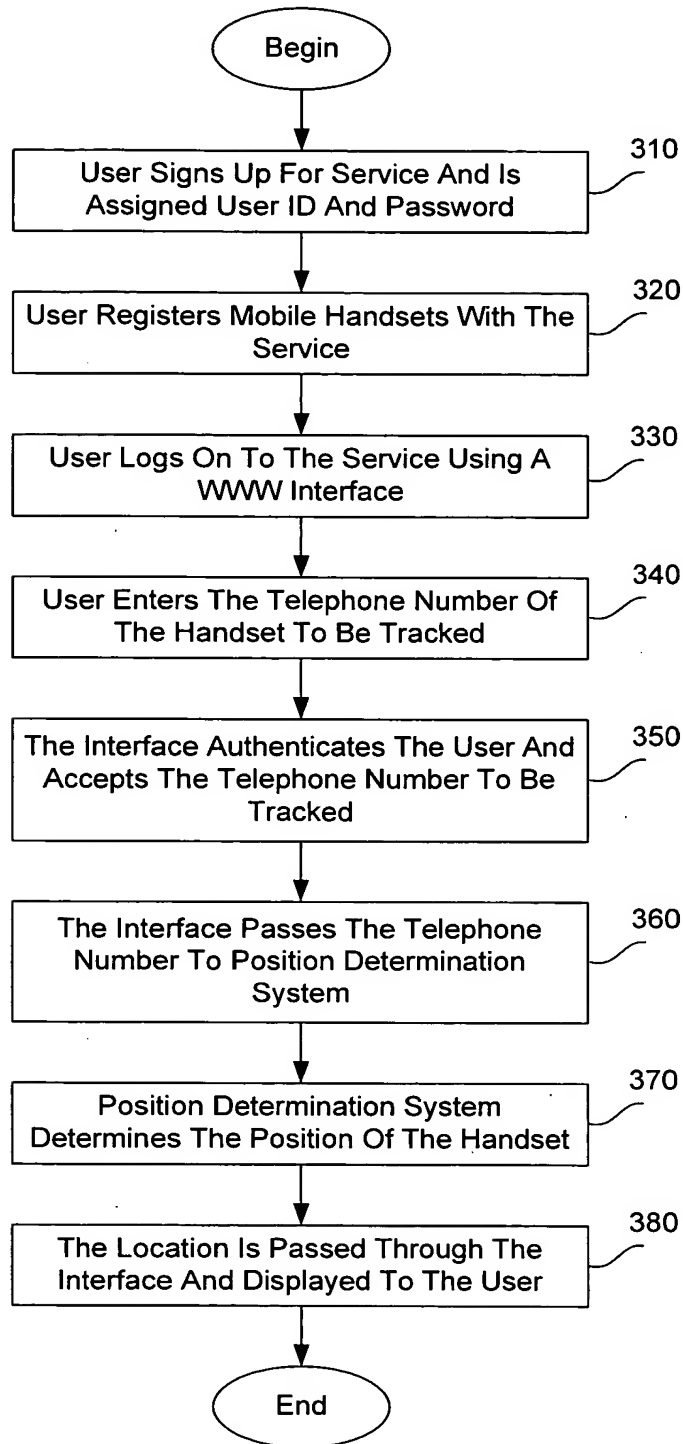 Begin
310
User Signs Up For Service And Is
Assigned User ID And Password
320
User Registers Mobile Handsets With The
Service
330
User Logs On To The Service Using A
WWW Interface
340
User Enters The Telephone Number Of
The Handset To Be Tracked
350
The Interface Authenticates The User And
Accepts The Telephone Number To Be
Tracked
360
The Interface Passes The Telephone
Number To Position Determination
System
370
Position Determination System
Determines The Position Of The Handset
380
The Location Is Passed Through The
Interface And Displayed To The User
End